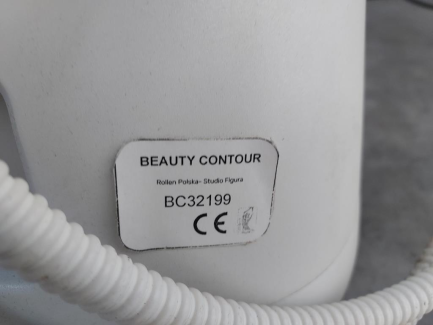 BEAUTY CONTOUR
Rollen Polska- Studio Figura
BC32199
CE